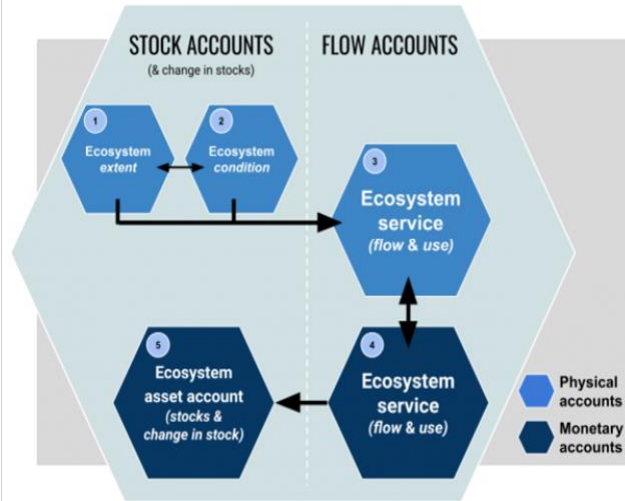 STOCK ACCOUNTS
(& change in stocks)
FLOW ACCOUNTS
1
Ecosystem
extent
2
Ecosystem
condition
3
Ecosystem
service
(flow & use)
5
Ecosystem
asset account
(stocks &
change in stock)
4
Ecosystem
service
(flow & use)
Physical
accounts
Monetary
accounts